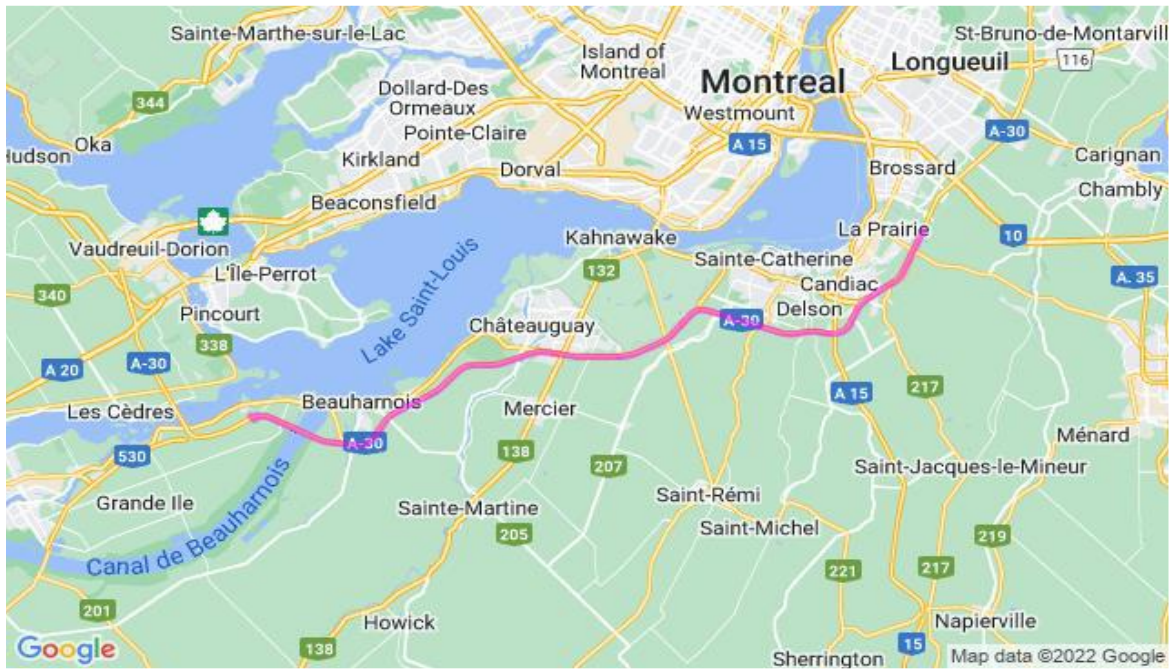 Sainte-Marthe-sur-le-Lac
St-Bruno-de-Montarvill
Island of
Montreal
Longueuil
116
Montreal
Dollard-Des
Ormeaux
344
Westmount
Pointe-Claire
A-30
Oka
Hudson
A 15
Carignan
Kirkland
Dorval
Brossard
Chambly
Beaconsfield
La Prairie
10
Kahnawake
Vaudreuil-Dorion
Sainte-Catherine
132
L'Île-Perrot
A. 35
Candiac
340
Lake Saint-Louis
Pincourt
Delson
A-30
Châteauguay
338
A 20
A-30
217
A 15
Les Cèdres
Beauharnois
Mercier
A-30
Ménard
530
138
207
Saint-Jacques-le-Mineur
Grande Ile
Saint-Rémi
Sainte-Martine
Saint-Michel
205
219
Canal de Beauharnois
221
217
201
Howick
Napierville
15
138
Google
Sherrington
Map data ©2022 Google